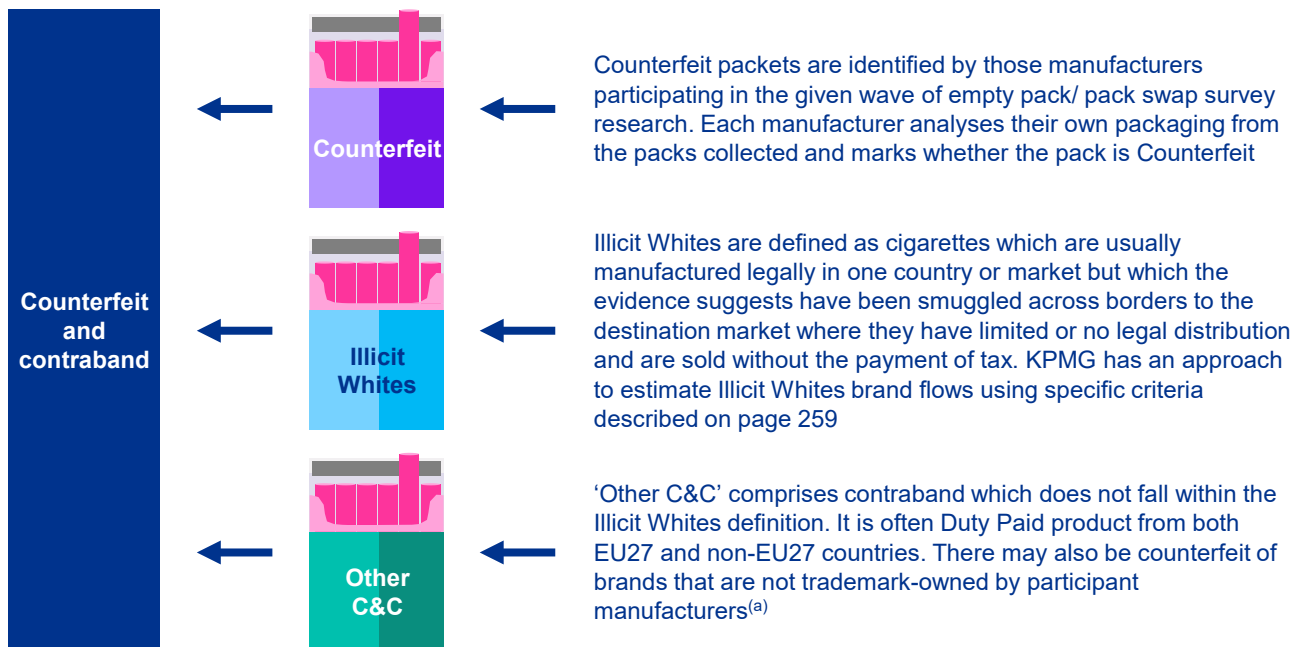 Counterfeit
and
contraband
Counterfeit
Counterfeit packets are identified by those manufacturers
participating in the given wave of empty pack/ pack swap survey
research. Each manufacturer analyses their own packaging from
the packs collected and marks whether the pack is Counterfeit
Illicit
Whites
Illicit Whites are defined as cigarettes which are usually
manufactured legally in one country or market but which the
evidence suggests have been smuggled across borders to the
destination market where they have limited or no legal distribution
and are sold without the payment of tax. KPMG has an approach
to estimate Illicit Whites brand flows using specific criteria
described on page 259
Other
C&C
‘Other C&C’ comprises contraband which does not fall within the
Illicit Whites definition. It is often Duty Paid product from both
EU27 and non-EU27 countries. There may also be counterfeit of
brands that are not trademark-owned by participant
manufacturers(a)